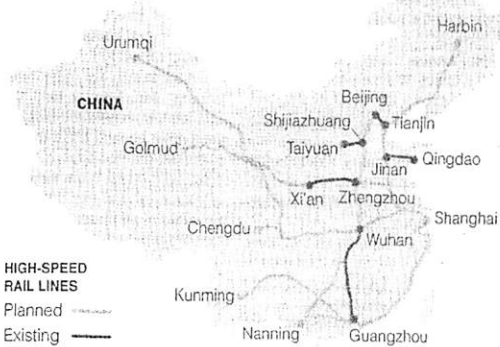 Harbin
Urumqi
Beijing
CHINA
Shijiazhuang
Tianjin
Golmud
Taiyuan
Jinan
Qingdao
Xi'an
Zhengzhou
Shanghai
Chengdu
Wuhan
HIGH-SPEED
RAIL LINES
Kunming
Planned
Existing
Nanning
Guangzhou